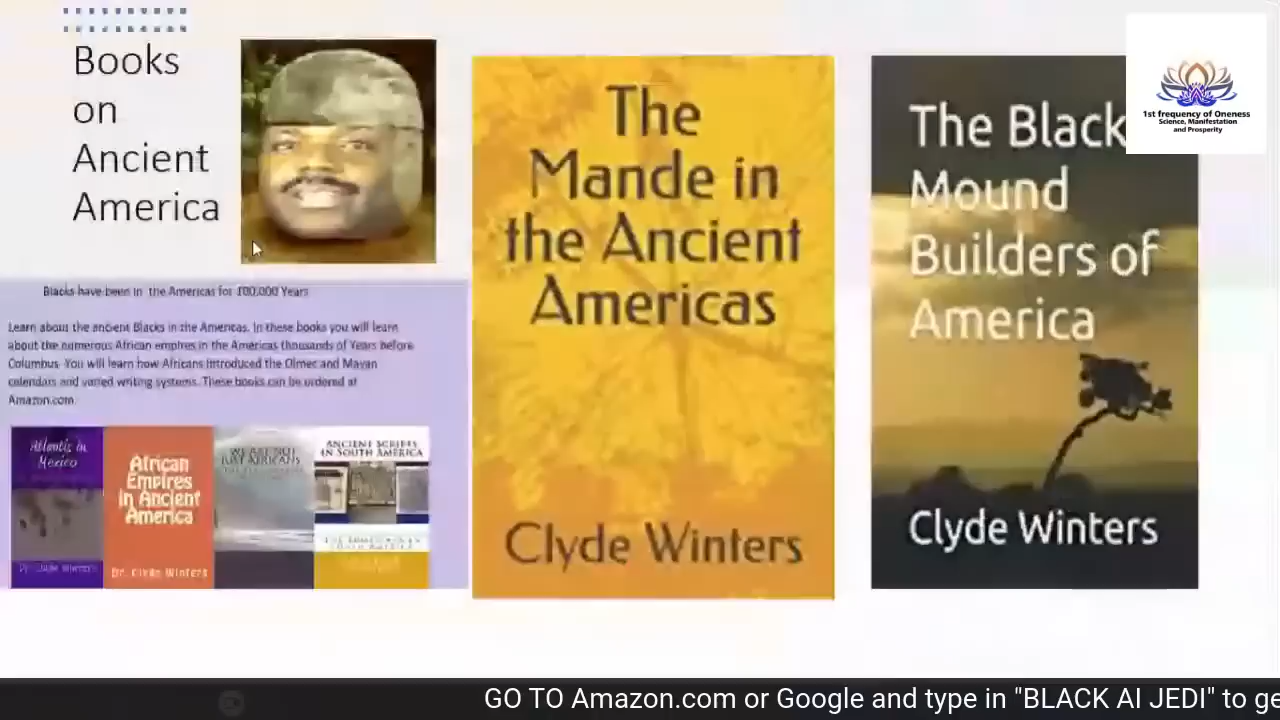 Books
on
Ancient
America
Blacks have been in the Americas for 100,000 Years
Learn about the ancient Blacks in the Americas. In these books you will learn
about the numerous African empires in the Americas thousands of Years before
Columbus. You will learn how Africans introduced the Olmec and Mayan
calendars and varied writing systems. These books can be ordered at
Amazon.com
Atlantis in
Mexico
Dr. Clyde Winters
African
Empires
in Ancient
America
Dr. Clyde Winters
WE ARE NOT
JUST AFRICANS
ANCIENT SCRIPTS
IN SOUTH AMERICA
The
Mande in
the Ancient
Americas
Clyde Winters
The Black
Mound
Builders of
America
Clyde Winters
1st frequency of Oneness
Science, Manifestation
and Prosperity
GO TO Amazon.com or Google and type in "BLACK AI JEDI" to ge